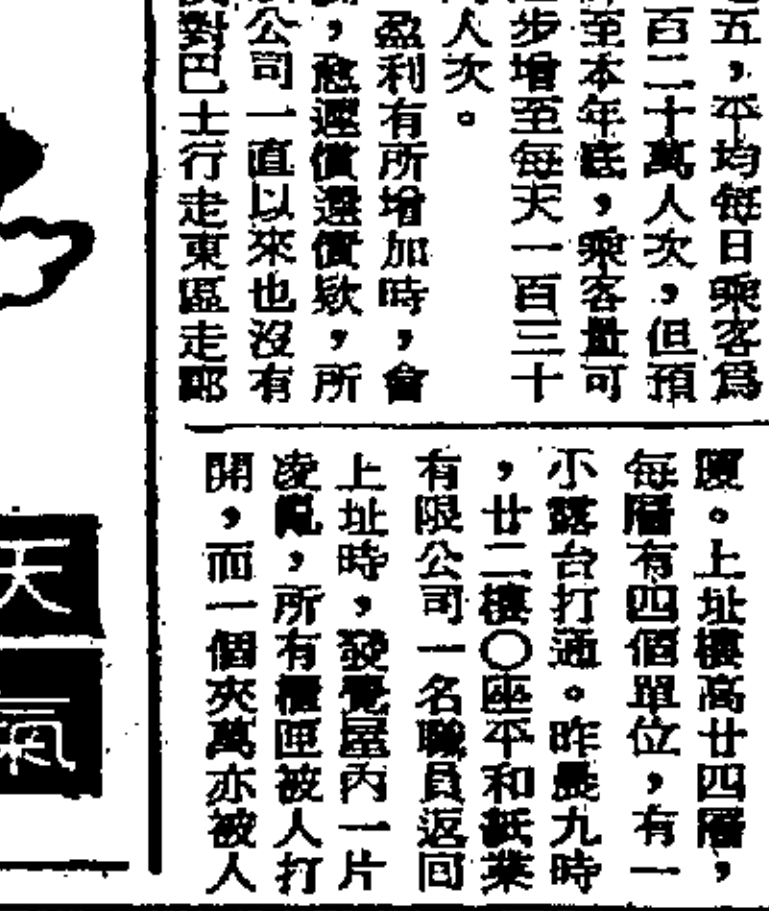 五，平均每日乘客為
百二十萬人次，但預
至本年底，乘客量可
步增至每天一百三十
人次。
盈利有所增加時，會
，愈遲償還償欵，所
公司一直以來也沒有
對巴士行走東區走廊
廈。上址樓高廿四層，
每層有四個單位，有一
小露台打通。昨晨九時
，廿二樓〇座平和紙業
有限公司一名職員返回
上址時，發覺屋內一片
凌亂，所有櫃匣被人打
開，而一個夾萬亦被人
天氣